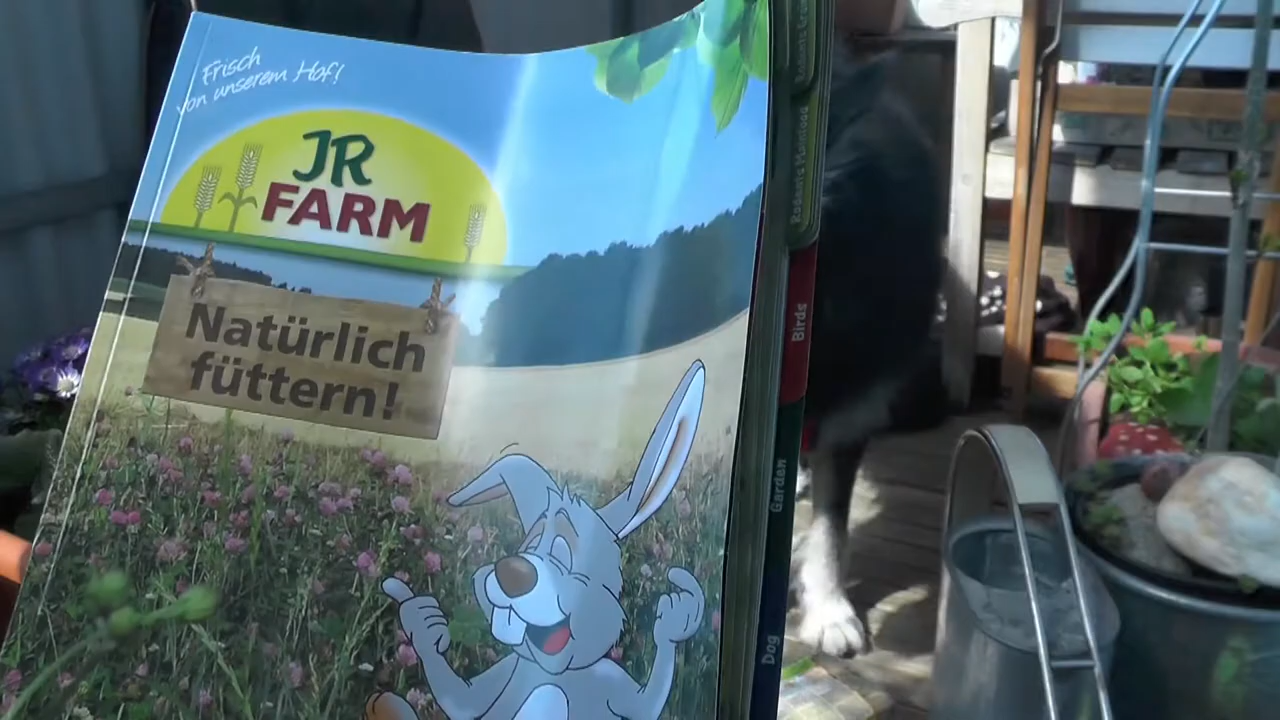 Frisch
von unserem Hof!
JR
FARM
Natürlich
füttern!
Birds
Garden
Dog